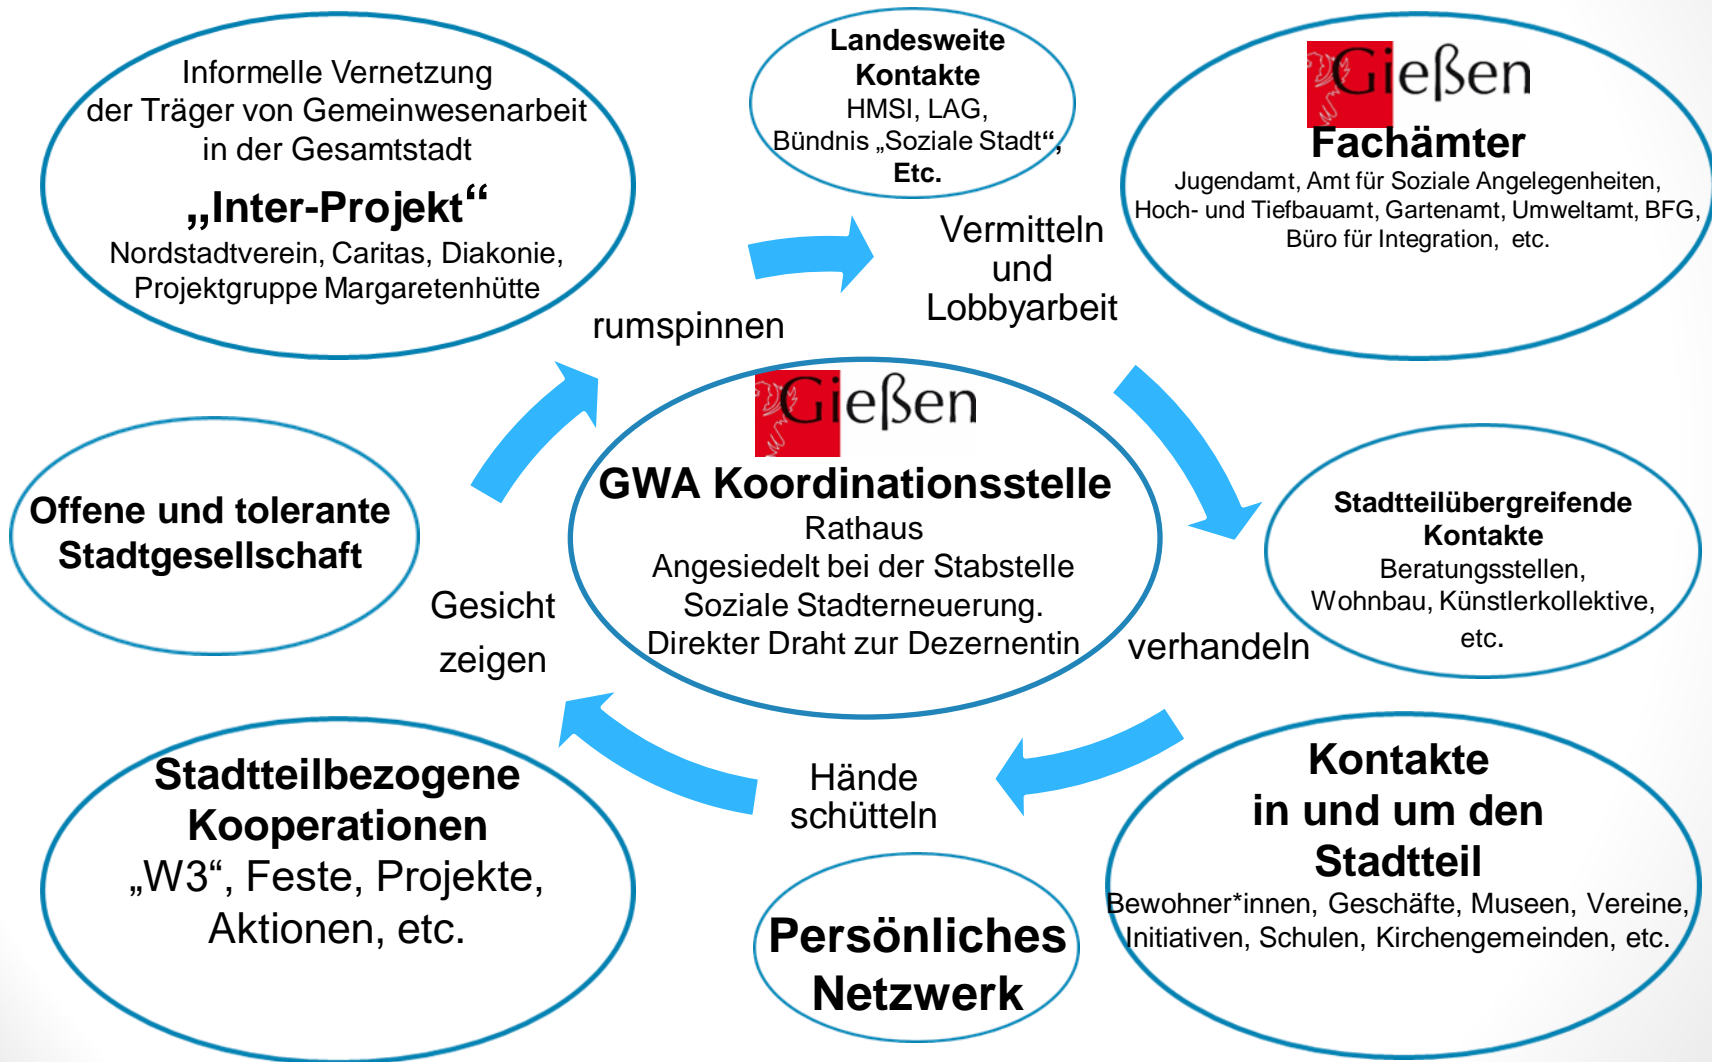 Informelle Vernetzung
der Träger von Gemeinwesenarbeit
in der Gesamtstadt
„Inter-Projekt“
Nordstadtverein, Caritas, Diakonie,
Projektgruppe Margaretenhütte
Landesweite
Kontakte
HMSI, LAG,
Bündnis „Soziale Stadt“,
Etc.
Gießen
Fachämter
Jugendamt, Amt für Soziale Angelegenheiten,
Hoch- und Tiefbauamt, Gartenamt, Umweltamt, BFG,
Büro für Integration, etc.
rumspinnen
Vermitteln
und
Lobbyarbeit
Offene und tolerante
Stadtgesellschaft
Gießen
GWA Koordinationsstelle
Rathaus
Angesiedelt bei der Stabstelle
Soziale Stadterneuerung.
Direkter Draht zur Dezernentin
Stadtteilübergreifende
Kontakte
Beratungsstellen,
Wohnbau, Künstlerkollektive,
etc.
Gesicht
zeigen
verhandeln
Stadtteilbezogene
Kooperationen
„W3“, Feste, Projekte,
Aktionen, etc.
Hände
schütteln
Persönliches
Netzwerk
Kontakte
in und um den
Stadtteil
Bewohner*innen, Geschäfte, Museen, Vereine,
Initiativen, Schulen, Kirchengemeinden, etc.